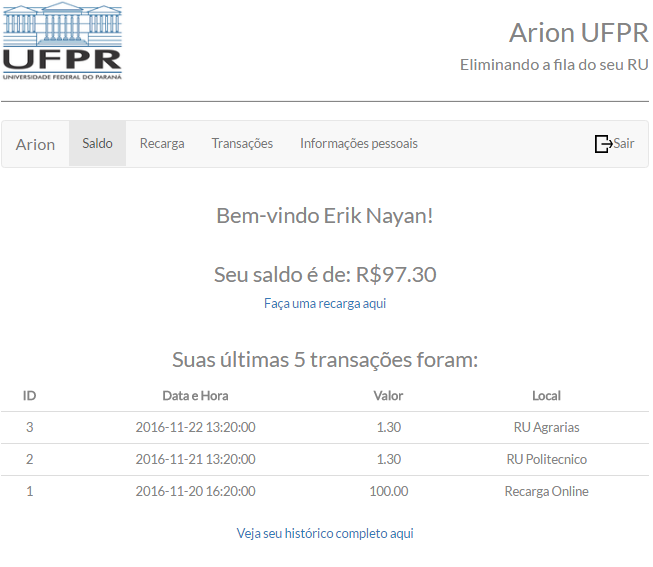 UFPR
UNIVERSIDADE FEDERAL DO PARANÁ
Arion UFPR
Eliminando a fila do seu RU
Arion Saldo Recarga Transações Informações pessoais Sair
Bem-vindo Erik Nayan!
Seu saldo é de: R$97.30
Faça uma recarga aqui
Suas últimas 5 transações foram:
ID Data e Hora Valor Local
3 2016-11-22 13:20:00 1.30 RU Agrarias
2 2016-11-21 13:20:00 1.30 RU Politecnico
1 2016-11-20 16:20:00 100.00 Recarga Online
Veja seu histórico completo aqui